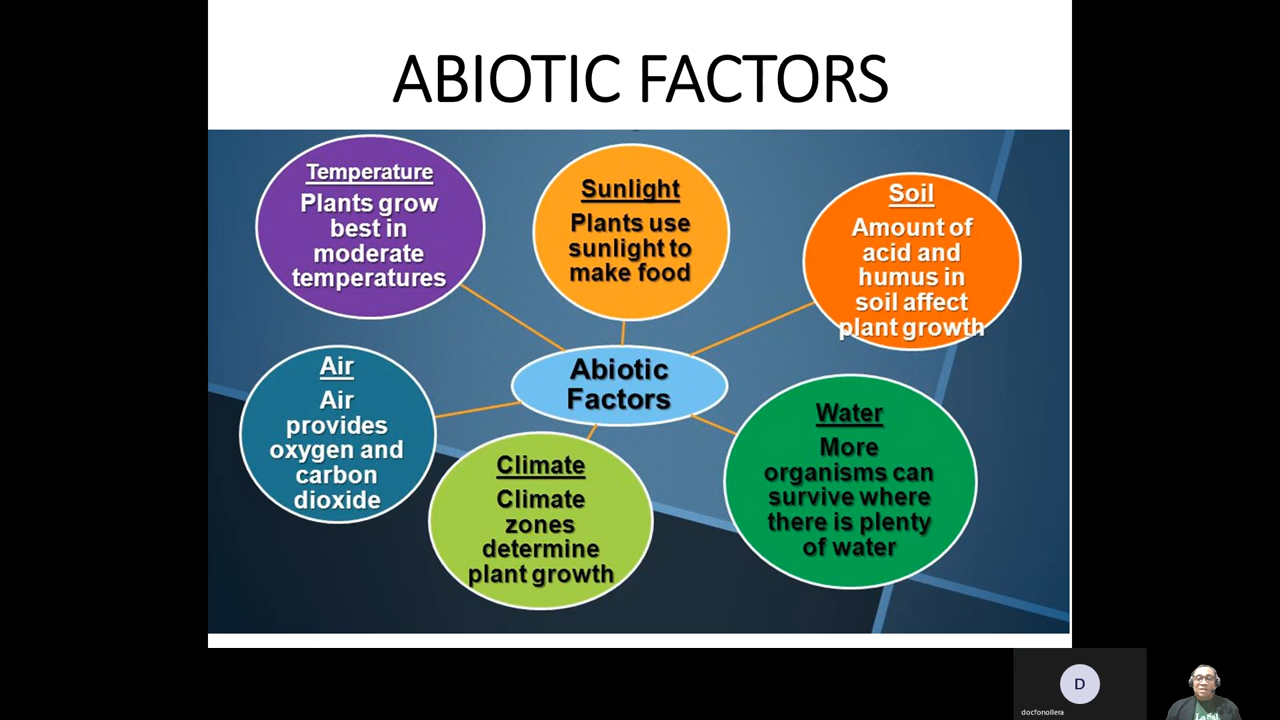 ABIOTIC FACTORS
Temperature
Plants grow
best in
moderate
temperatures
Sunlight
Plants use
sunlight to
make food
Soil
Amount of
acid and
humus in
soil affect
plant growth
Abiotic
Factors
Air
Air
provides
oxygen and
carbon
dioxide
Climate
Climate
zones
determine
plant growth
Water
More
organisms can
survive where
there is plenty
of water
D
docfonollera